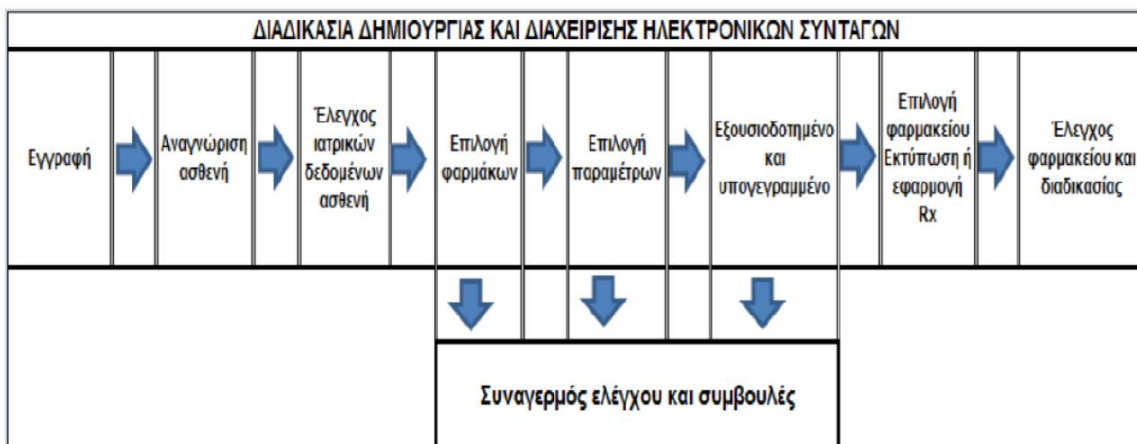 ΔΙΑΔΙΚΑΣΙΑ ΔΗΜΙΟΥΡΓΙΑΣ ΚΑΙ ΔΙΑΧΕΙΡΙΣΗΣ ΗΛΕΚΤΡΟΝΙΚΩΝ ΣΥΝΤΑΓΩΝ
Εγγραφή
Αναγνώριση
ασθενή
Έλεγχος
ιατρικών
δεδομένων
ασθενή
Επιλογή
φαρμάκων
Επιλογή
παραμέτρων
Εξουσιοδοτημένο
και
υπογεγραμμένο
Επιλογή
φαρμακείου
Εκτύπωση ή
εφαρμογή
Rx
Έλεγχος
φαρμακείου και
διαδικασίας
Συναγερμός ελέγχου και συμβουλές